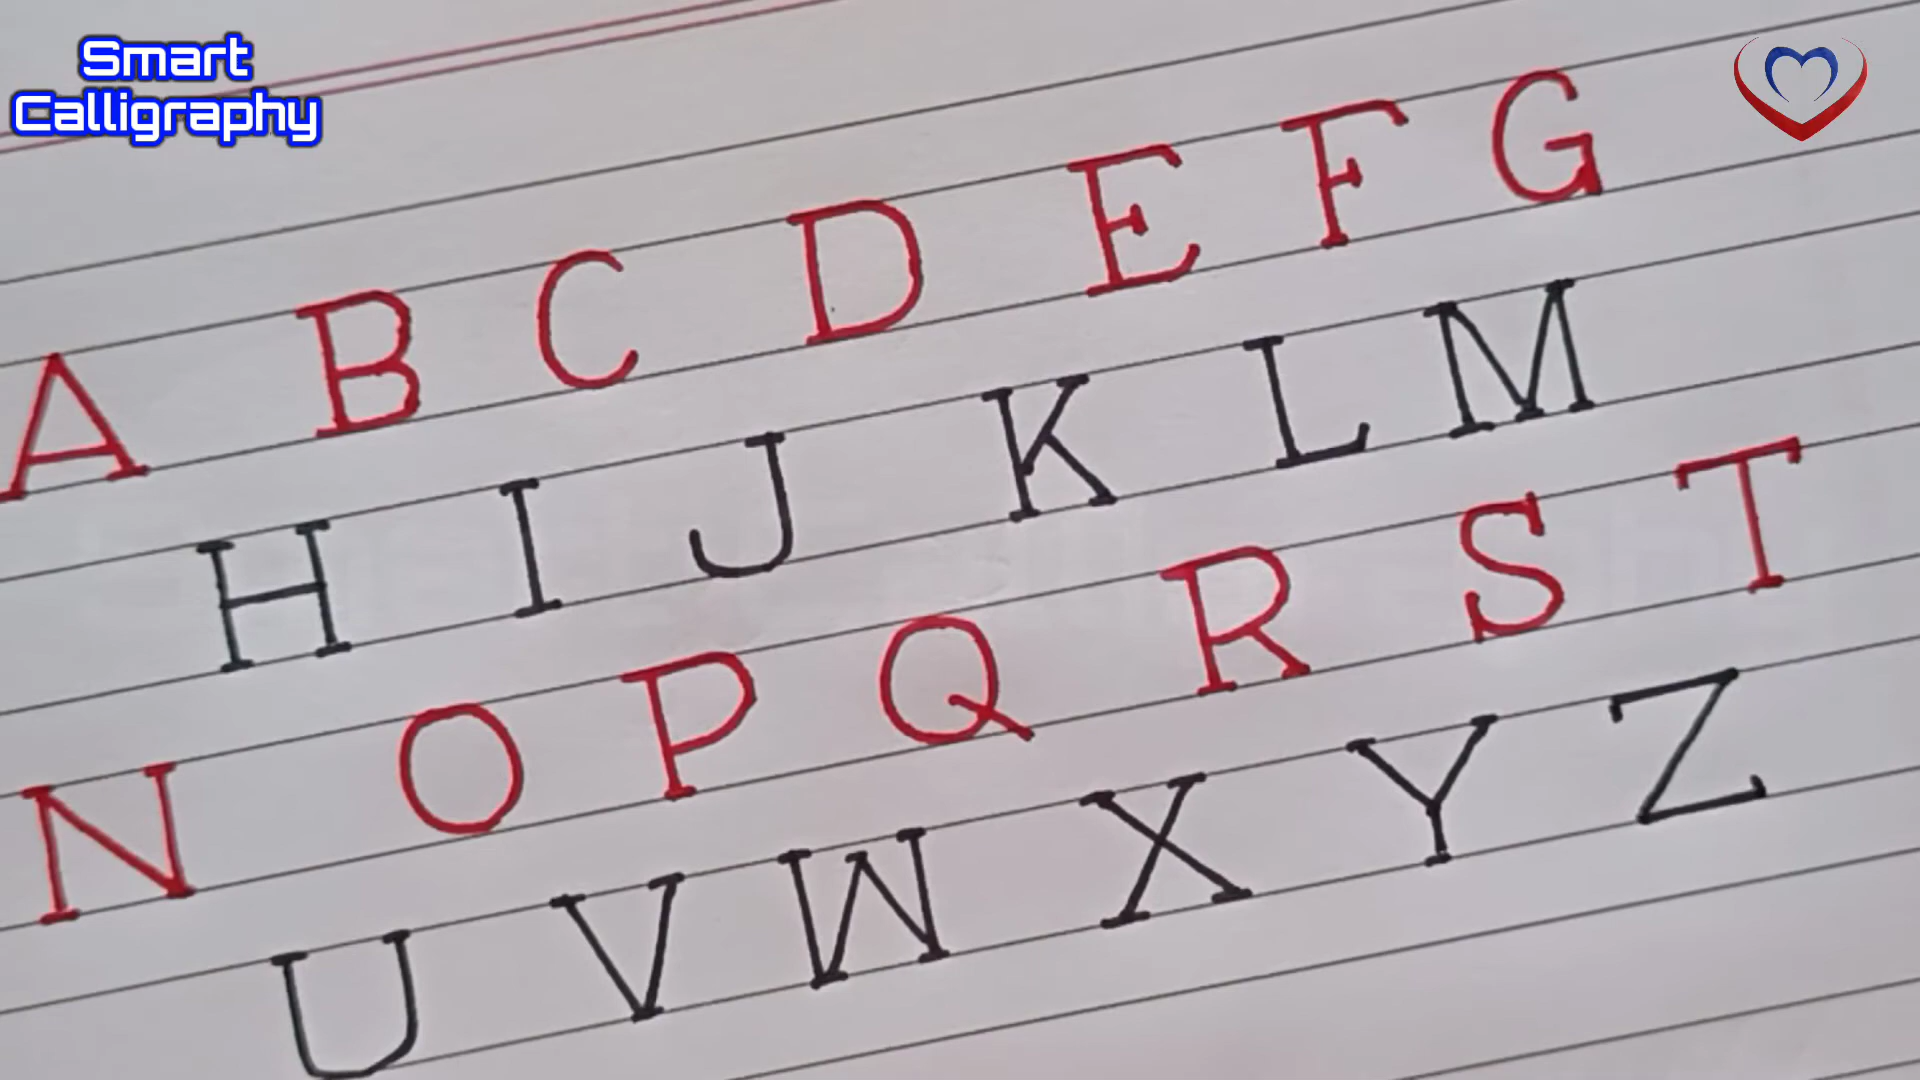 Smart
Calligraphy
A B C D E F G
H I J K L M
N O P Q R S T
U V W X Y Z